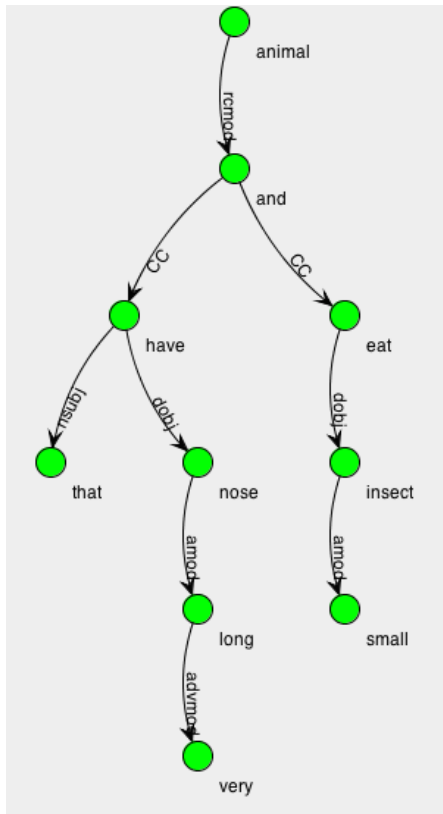 animal
rcmod
and
CC
CC
have
eat
nsubj
dobj
dobj
that
nose
insect
amod
amod
long
small
advmod
very